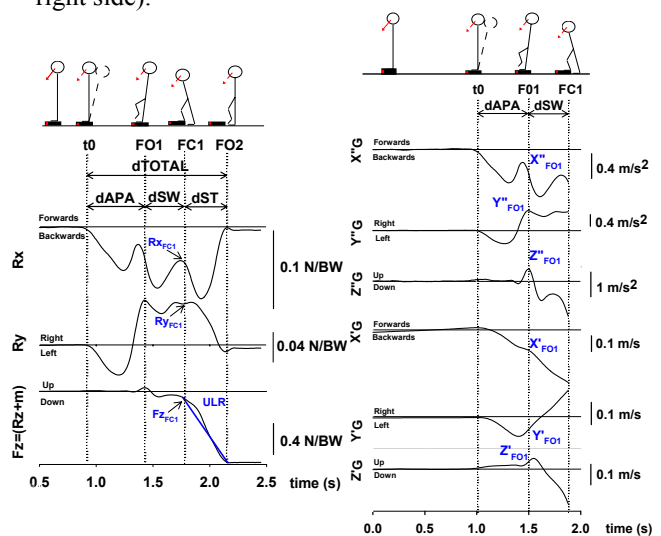 right side).
t0 FO1 FC1 FO2
dTOTAL
dAPA dSW dST
Forwards
Backwards
Rx
RxFC1
0.1 N/BW
Right
Left
Ry
RyFC1
0.04 N/BW
Up
Down
Fz=(Rz+m)
FzFC1
ULR
0.4 N/BW
0.5 1.0 1.5 2.0 2.5
time (s)
t0 F01 FC1
dAPA dSW
Forwards
Backwards
X"G
X"FO1
0.4 m/s2
Right
Left
Y"G
Y"FO1
0.4 m/s2
Up
Down
Z"G
Z"FO1
1 m/s2
Forwards
Backwards
X'G
X'FO1
0.1 m/s
Right
Left
Y'G
Y'FO1
0.1 m/s
Up
Down
Z'G
Z'FO1
0.1 m/s
0.0 0.5 1.0 1.5 2.0
time (s)